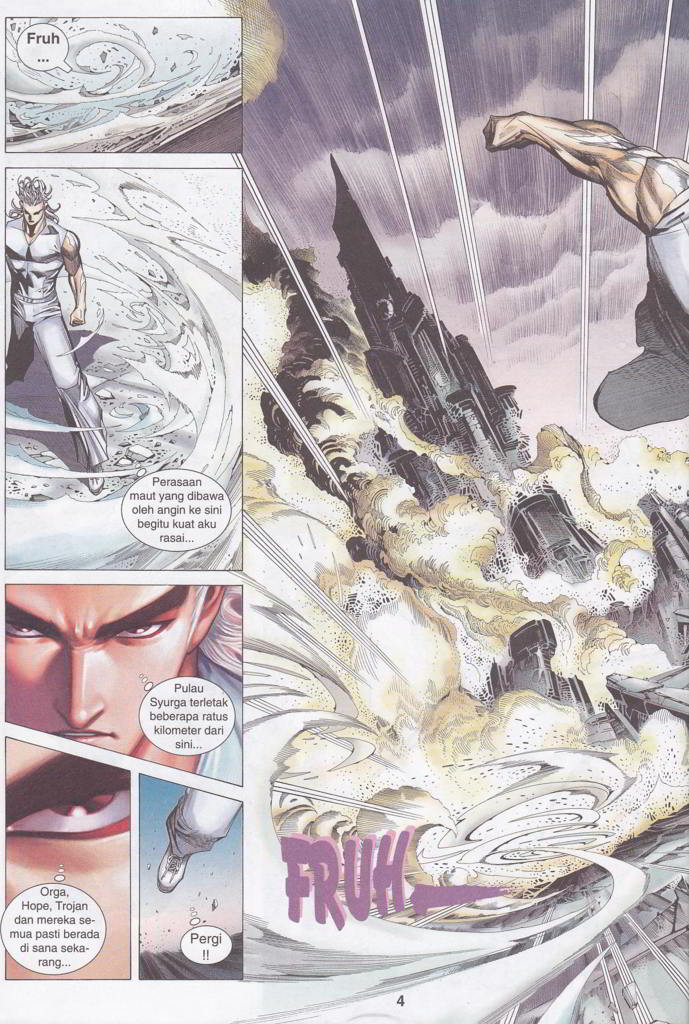 Fruh
...
Perasaan
maut yang dibawa
oleh angin ke sini
begitu kuat aku
rasai...
Pulau
Syurga terletak
beberapa ratus
kilometer dari
sini...
Orga,
Hope, Trojan
dan mereka se-
mua pasti berada
di sana seka-
rang...
Pergi
!!
FRUH
4